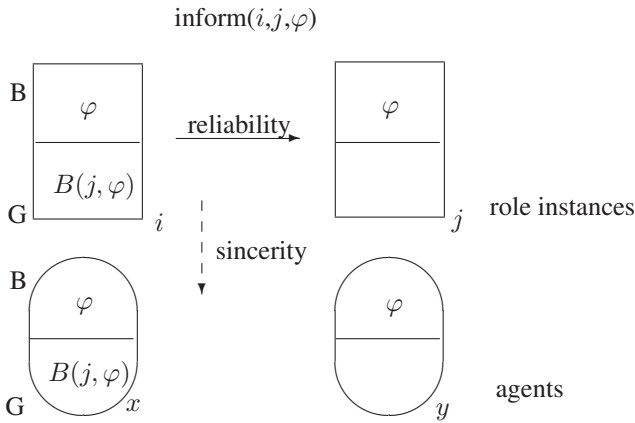 inform(i,j,φ)
B φ φ
reliability
B(j, φ)
G i j role instances
sincerity
B φ φ
B(j, φ)
G x y agents